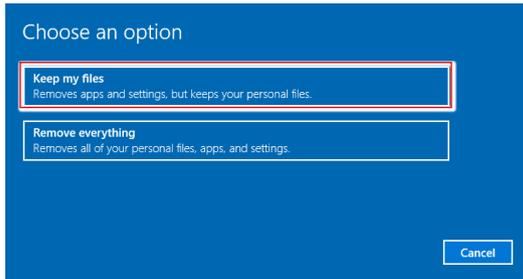 Choose an option
Keep my files
Removes apps and settings, but keeps your personal files.
Remove everything
Removes all of your personal files, apps, and settings.
Cancel